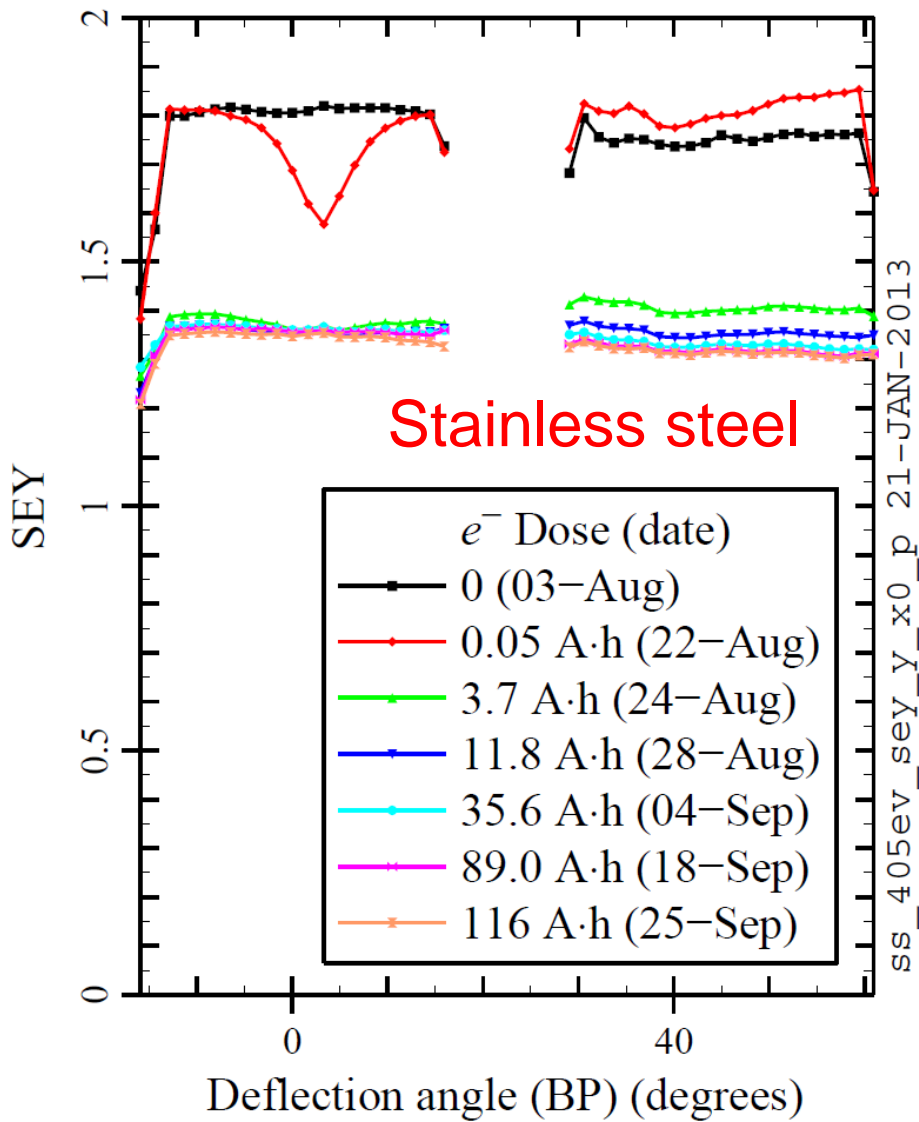 2
1.5
1
0.5
0
SEY
Stainless steel
e⁻ Dose (date)
0 (03−Aug)
0.05 A·h (22−Aug)
3.7 A·h (24−Aug)
11.8 A·h (28−Aug)
35.6 A·h (04−Sep)
89.0 A·h (18−Sep)
116 A·h (25−Sep)
0 40
Deflection angle (BP) (degrees)
ss_405ev_sey_y_x0_p 21−JAN−2013